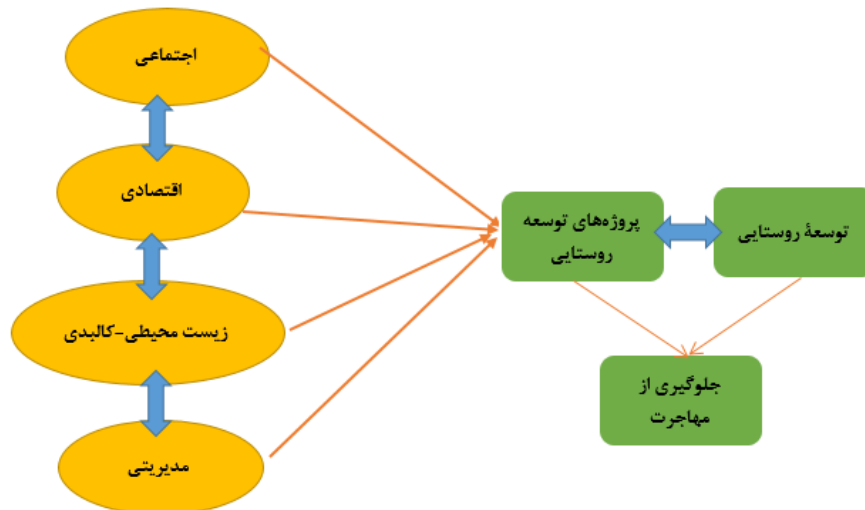 اجتماعی
اقتصادی
زیست محیطی-کالبدی
مدیریتی
پروژه‌های توسعه
روستایی
توسعهٔ روستایی
جلوگیری از
مهاجرت